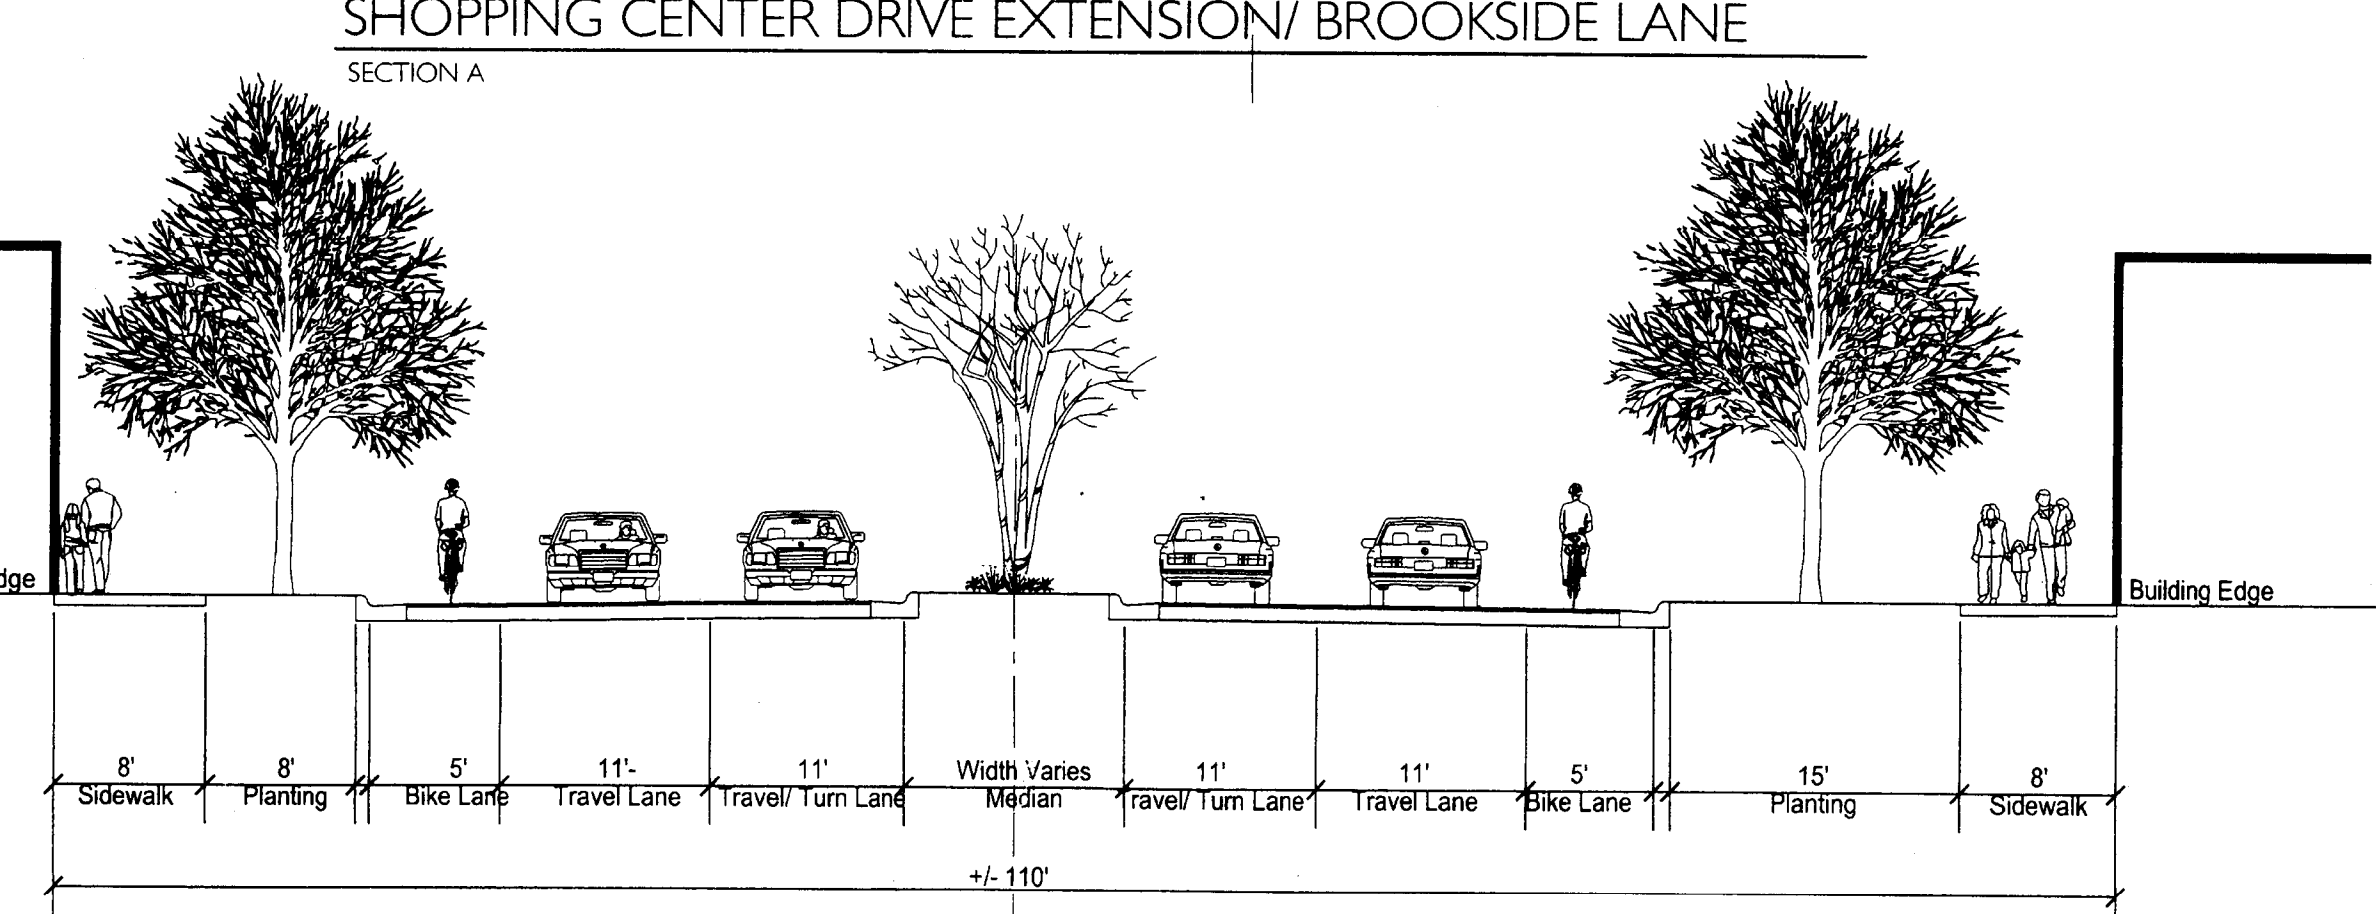 SHOPPING CENTER DRIVE EXTENSION/ BROOKSIDE LANE
SECTION A
dge
Building Edge
8' 8' 5' 11'- 11' Width Varies 11' 11' 5' 15' 8'
Sidewalk Planting Bike Lane Travel Lane Travel/ Turn Lane Median ravel/ Turn Lane Travel Lane Bike Lane Planting Sidewalk
+/- 110'